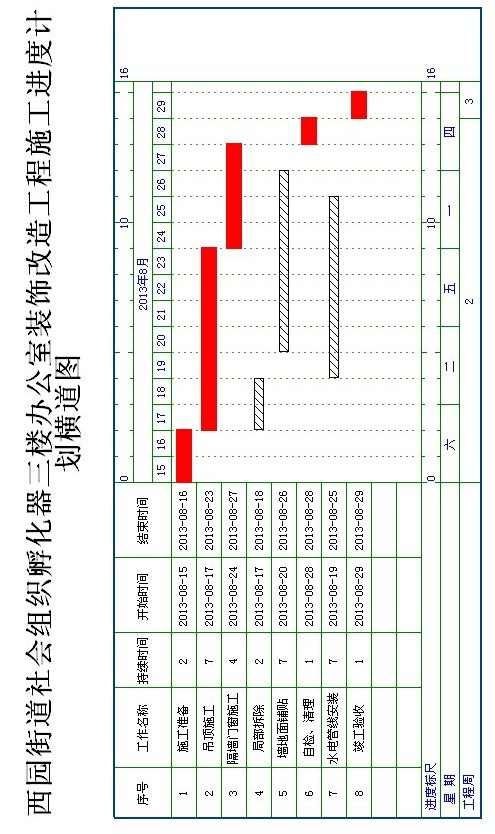 西园街道社会组织孵化器三楼办公室装饰改造工程施工进度计
划横道图
序号 工作名称 持续时间 开始时间 结束时间
0 10 16
2013年8月
15 16 17 18 19 20 21 22 23 24 25 26 27 28 29
1 施工准备 2 2013-08-15 2013-08-16
2 吊顶施工 7 2013-08-17 2013-08-23
3 隔墙门窗施工 4 2013-08-24 2013-08-27
4 局部拆除 2 2013-08-17 2013-08-18
5 墙地面铺贴 7 2013-08-20 2013-08-26
6 自检、清理 1 2013-08-28 2013-08-28
7 水电管线安装 7 2013-08-19 2013-08-25
8 竣工验收 1 2013-08-29 2013-08-29
进度标尺 0 10 16
星 期 六 二 五 一 四
工程周 2 3